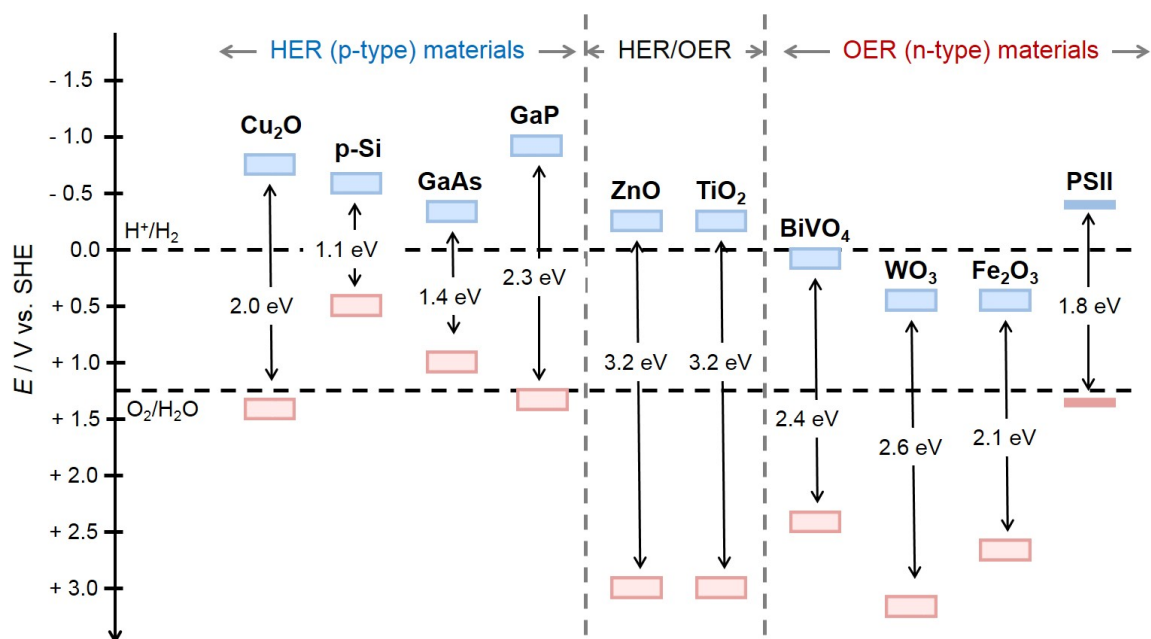 HER (p-type) materials
HER/OER
OER (n-type) materials
E / V vs. SHE
- 1.5
- 1.0
- 0.5
0.0
+ 0.5
+ 1.0
+ 1.5
+ 2.0
+ 2.5
+ 3.0
H⁺/H₂
O₂/H₂O
Cu₂O
2.0 eV
p-Si
1.1 eV
GaAs
1.4 eV
GaP
2.3 eV
ZnO
3.2 eV
TiO₂
3.2 eV
BiVO₄
2.4 eV
WO₃
2.6 eV
Fe₂O₃
2.1 eV
PSII
1.8 eV